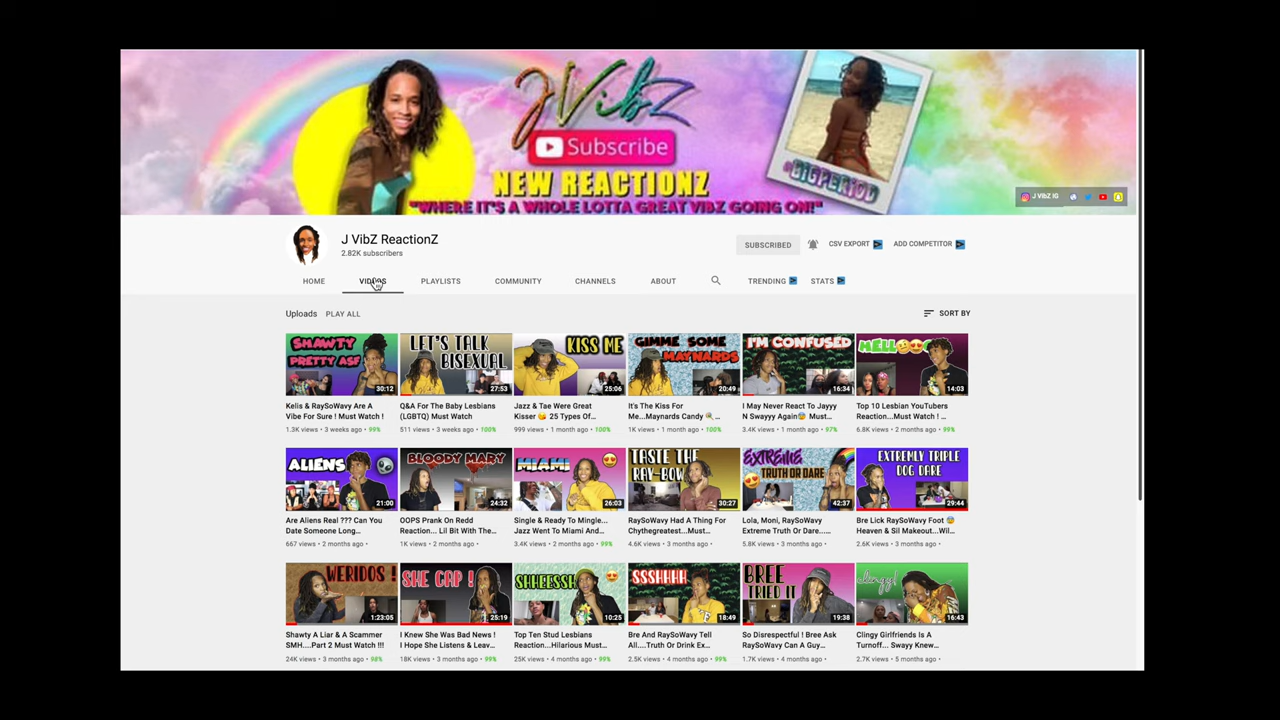 JVibZ
Subscribe
NEW REACTIONZ
"WHERE IT'S A WHOLE LOTTA GREAT VIBZ GOING ON!"
@BIGPERIOD
J VibZ IG
J VibZ ReactionZ
2.82K subscribers
SUBSCRIBED
CSV EXPORT
ADD COMPETITOR
HOME
VIDEOS
PLAYLISTS
COMMUNITY
CHANNELS
ABOUT
TRENDING
STATS
Uploads
PLAY ALL
SORT BY
SHAWTY
PRETTY ASF
30:12
LET'S TALK
BISEXUAL
27:53
KISS ME
25:06
GIMME SOME
MAYNARDS
20:49
I'M CONFUSED
16:34
HELLO
14:03
Kelis & RaySoWavy Are A
Vibe For Sure ! Must Watch !
1.3K views • 3 weeks ago • 99%
Q&A For The Baby Lesbians
(LGBTQ) Must Watch
511 views • 3 weeks ago • 100%
Jazz & Tae Were Great
Kisser 😘 25 Types Of...
999 views • 1 month ago • 100%
It's The Kiss For
Me...Maynards Candy 🍭 ...
1K views • 1 month ago • 100%
I May Never React To Jayyy
N Swayyy Again😰 Must...
3.4K views • 1 month ago • 97%
Top 10 Lesbian YouTubers
Reaction...Must Watch ! ...
6.8K views • 2 months ago • 99%
ALIENS
21:00
BLOODY MARY
24:32
MIAMI
26:03
TASTE THE
RAY-BOW
30:27
EXTREME
TRUTH OR DARE
42:37
EXTREMLY TRIPLE
DOG DARE
29:44
Are Aliens Real ??? Can You
Date Someone Long...
667 views • 2 months ago •
OOPS Prank On Redd
Reaction... Lil Bit With The...
1K views • 2 months ago •
Single & Ready To Mingle...
Jazz Went To Miami And...
3.4K views • 2 months ago • 99%
RaySoWavy Had A Thing For
Chythegreatest...Must...
4.6K views • 3 months ago •
Lola, Moni, RaySoWavy
Extreme Truth Or Dare.....
5.8K views • 3 months ago •
Bre Lick RaySoWavy Foot 😰
Heaven & Sil Makeout...Wil...
2.6K views • 3 months ago •
WERIDOS !
1:23:05
SHE CAP !
25:19
SHHEESSH
10:25
SSSHHHH
18:49
BREE
TRIED IT
19:38
clingy!
16:43
Shawty A Liar & A Scammer
SMH....Part 2 Must Watch !!!
24K views • 3 months ago • 98%
I Knew She Was Bad News !
I Hope She Listens & Leav...
18K views • 3 months ago • 99%
Top Ten Stud Lesbians
Reaction...Hilarious Must...
25K views • 4 months ago • 99%
Bre And RaySoWavy Tell
All....Truth Or Drink Ex...
2.5K views • 4 months ago • 99%
So Disrespectful ! Bree Ask
RaySoWavy Can A Guy...
1.7K views • 4 months ago •
Clingy Girlfriends Is A
Turnoff... Swayy Knew...
2.7K views • 5 months ago •